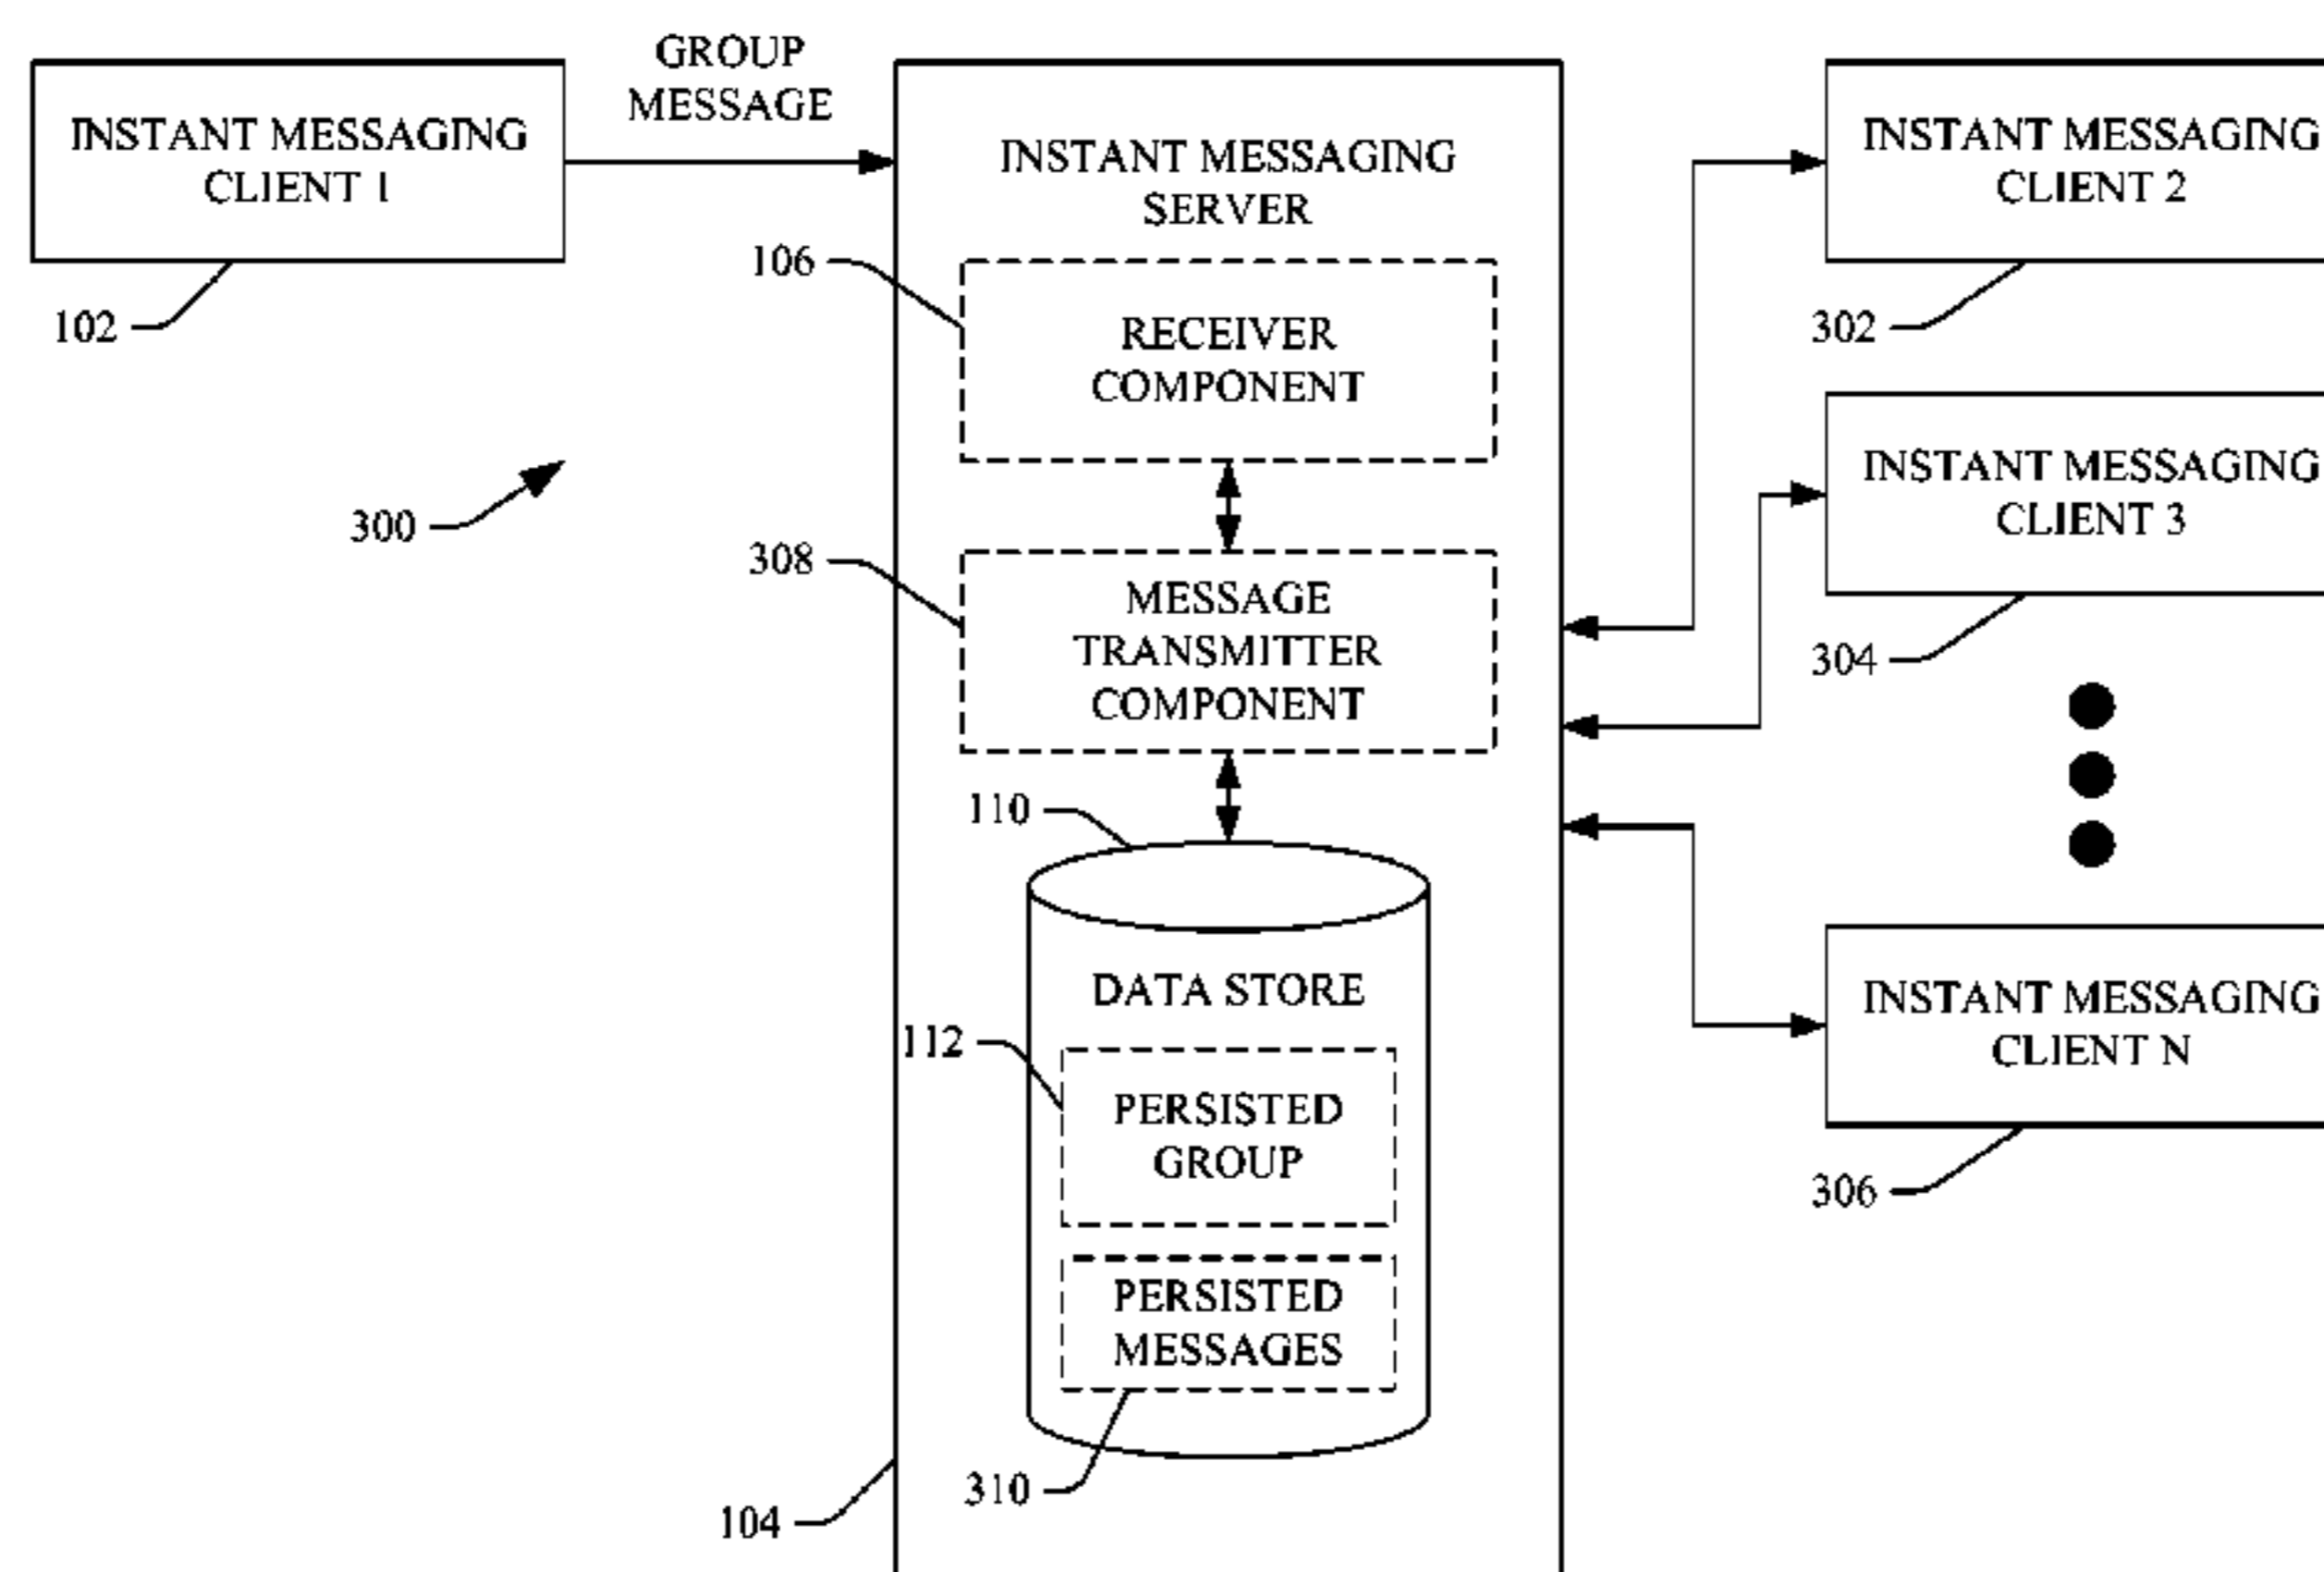 GROUP
MESSAGE
INSTANT MESSAGING
CLIENT 1
102
300
INSTANT MESSAGING
SERVER
106
RECEIVER
COMPONENT
308
MESSAGE
TRANSMITTER
COMPONENT
110
DATA STORE
112
PERSISTED
GROUP
PERSISTED
MESSAGES
310
104
INSTANT MESSAGING
CLIENT 2
302
INSTANT MESSAGING
CLIENT 3
304
INSTANT MESSAGING
CLIENT N
306